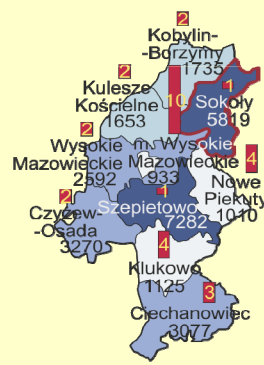 2
Kobylin-
-Borzymy
1735
2
Kulesze
Kościelne
1653
10
1
Sokoły
5819
2
Wysokie
Mazowieckie
2592
m. Wysokie
Mazowieckie
933
4
Nowe
Piekuty
1010
2
Czyżew-
-Osada
3270
1
Szepietowo
7282
4
Klukowo
1125
3
Ciechanowiec
3077